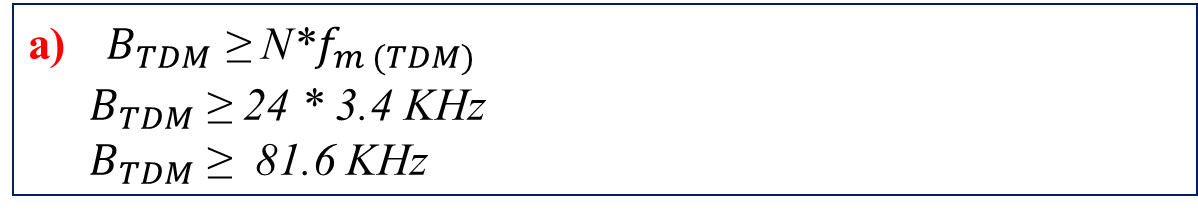 a) B_TDM ≥ N*f_m (TDM)
B_TDM ≥ 24 * 3.4 KHz
B_TDM ≥ 81.6 KHz